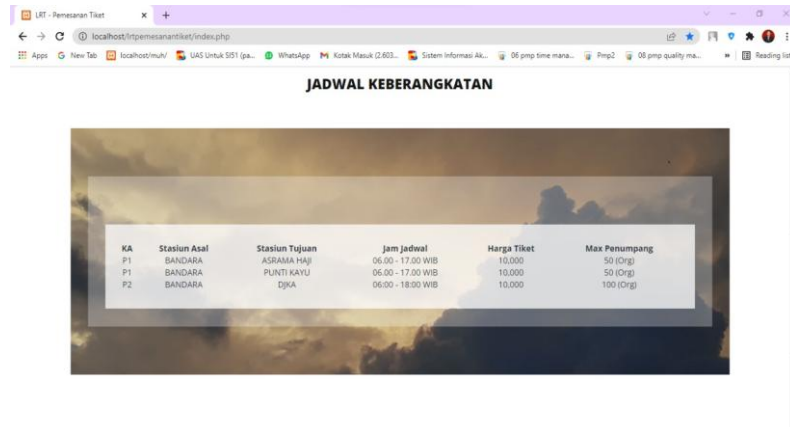 LRT - Pemesanan Tiket
localhost/lrtpemesanantiket/index.php
Apps New Tab localhost/muh/ UAS Untuk SI51 (pa... WhatsApp Kotak Masuk (2.603... Sistem Informasi Ak... 06 pmp time mana... Pmp2 08 pmp quality ma... » Reading list
JADWAL KEBERANGKATAN
KA Stasiun Asal Stasiun Tujuan Jam Jadwal Harga Tiket Max Penumpang
P1 BANDARA ASRAMA HAJI 06.00 - 17.00 WIB 10,000 50 (Org)
P1 BANDARA PUNTI KAYU 06.00 - 17.00 WIB 10,000 50 (Org)
P2 BANDARA DJKA 06:00 - 18:00 WIB 10,000 100 (Org)